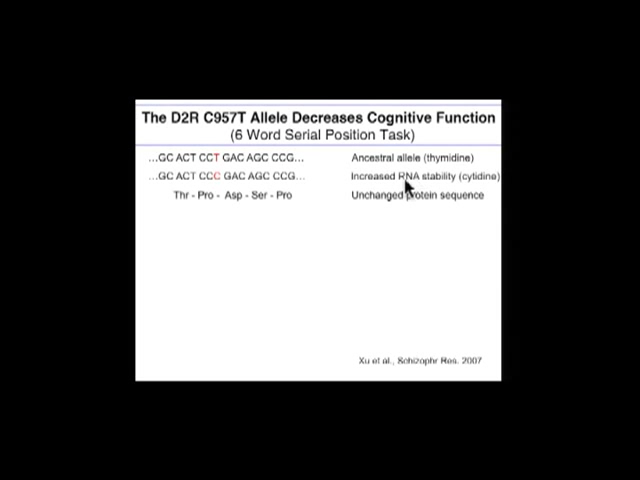 The D2R C957T Allele Decreases Cognitive Function
(6 Word Serial Position Task)
...GC ACT CCT GAC AGC CCG... Ancestral allele (thymidine)
...GC ACT CCC GAC AGC CCG... Increased RNA stability (cytidine)
Thr - Pro - Asp - Ser - Pro Unchanged protein sequence
Xu et al., Schizophr Res. 2007